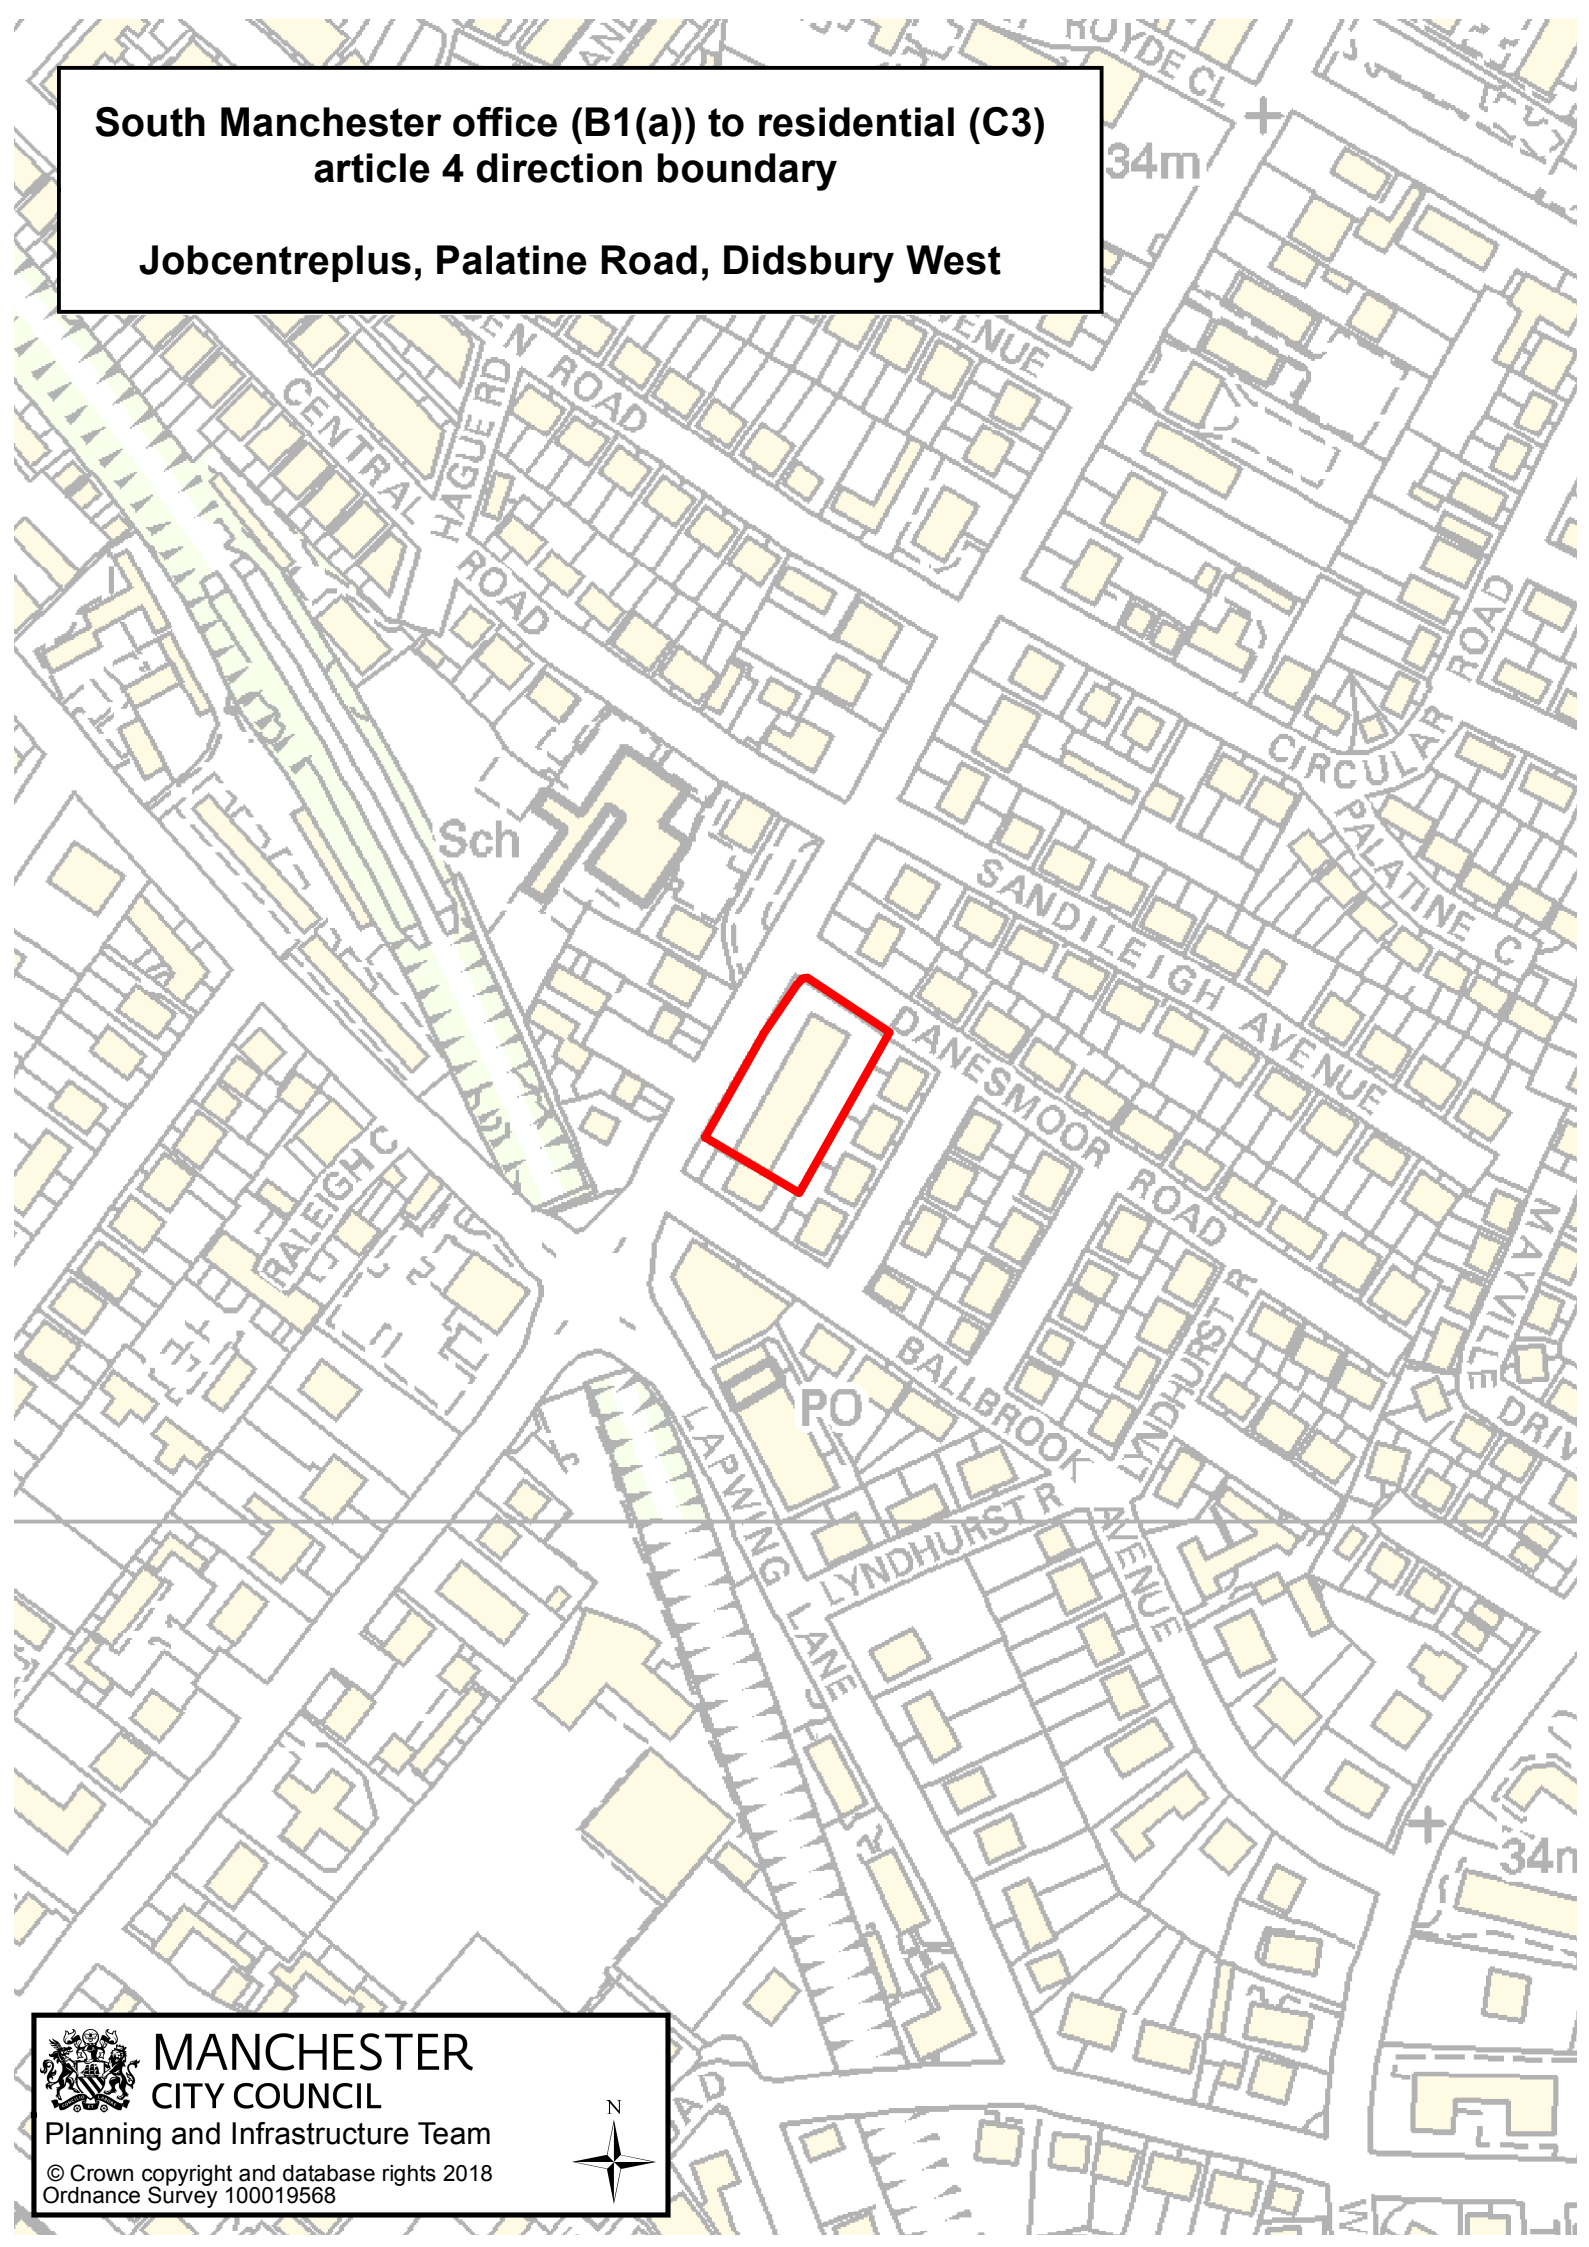 ROYDE CL
South Manchester office (B1(a)) to residential (C3)
article 4 direction boundary
Jobcentreplus, Palatine Road, Didsbury West
34m
ROAD
AVENUE
CENTRAL
HAGUE RD
ROAD
ROAD
CIRCULAR
Sch
PALATINE C
SANDILEIGH AVENUE
DANESMOOR ROAD
RALEIGH C
MAYVILLE
DRIV
LYNDHURST R
BALLBROOK
PO
LAPWING
LYNDHURST R
AVENUE
LANE
34m
MANCHESTER
CITY COUNCIL
Planning and Infrastructure Team
© Crown copyright and database rights 2018
Ordnance Survey 100019568
N